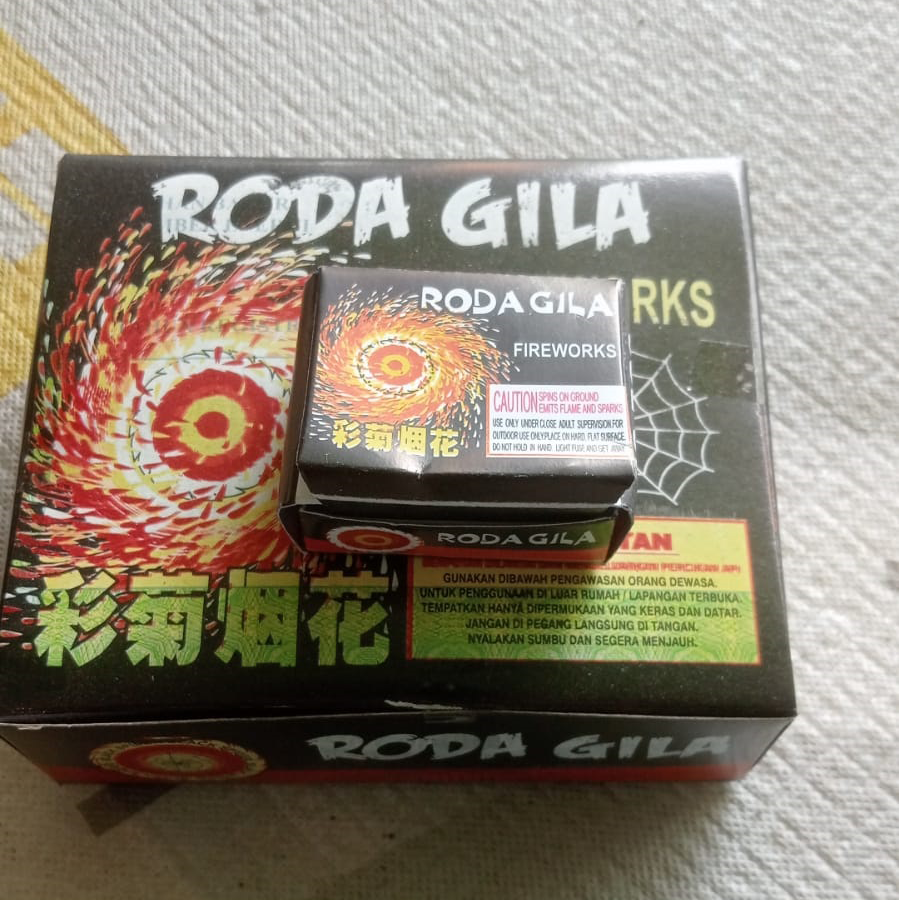 RODA GILA
RKS
RODA GILA
FIREWORKS
CAUTION SPINS ON GROUND
EMITS FLAME AND SPARKS
USE ONLY UNDER CLOSE ADULT SUPERVISION.FOR
OUTDOOR USE ONLY.PLACE ON HARD, FLAT SURFACE.
DO NOT HOLD IN HAND. LIGHT FUSE AND GET AWAY
彩菊烟花
RODA GILA
TAN
PERCIKAN API
GUNAKAN DIBAWAH PENGAWASAN ORANG DEWASA.
UNTUK PENGGUNAAN DI LUAR RUMAH / LAPANGAN TERBUKA.
TEMPATKAN HANYA DIPERMUKAAN YANG KERAS DAN DATAR.
JANGAN DI PEGANG LANGSUNG DI TANGAN.
NYALAKAN SUMBU DAN SEGERA MENJAUH.
彩菊烟花
RODA GILA